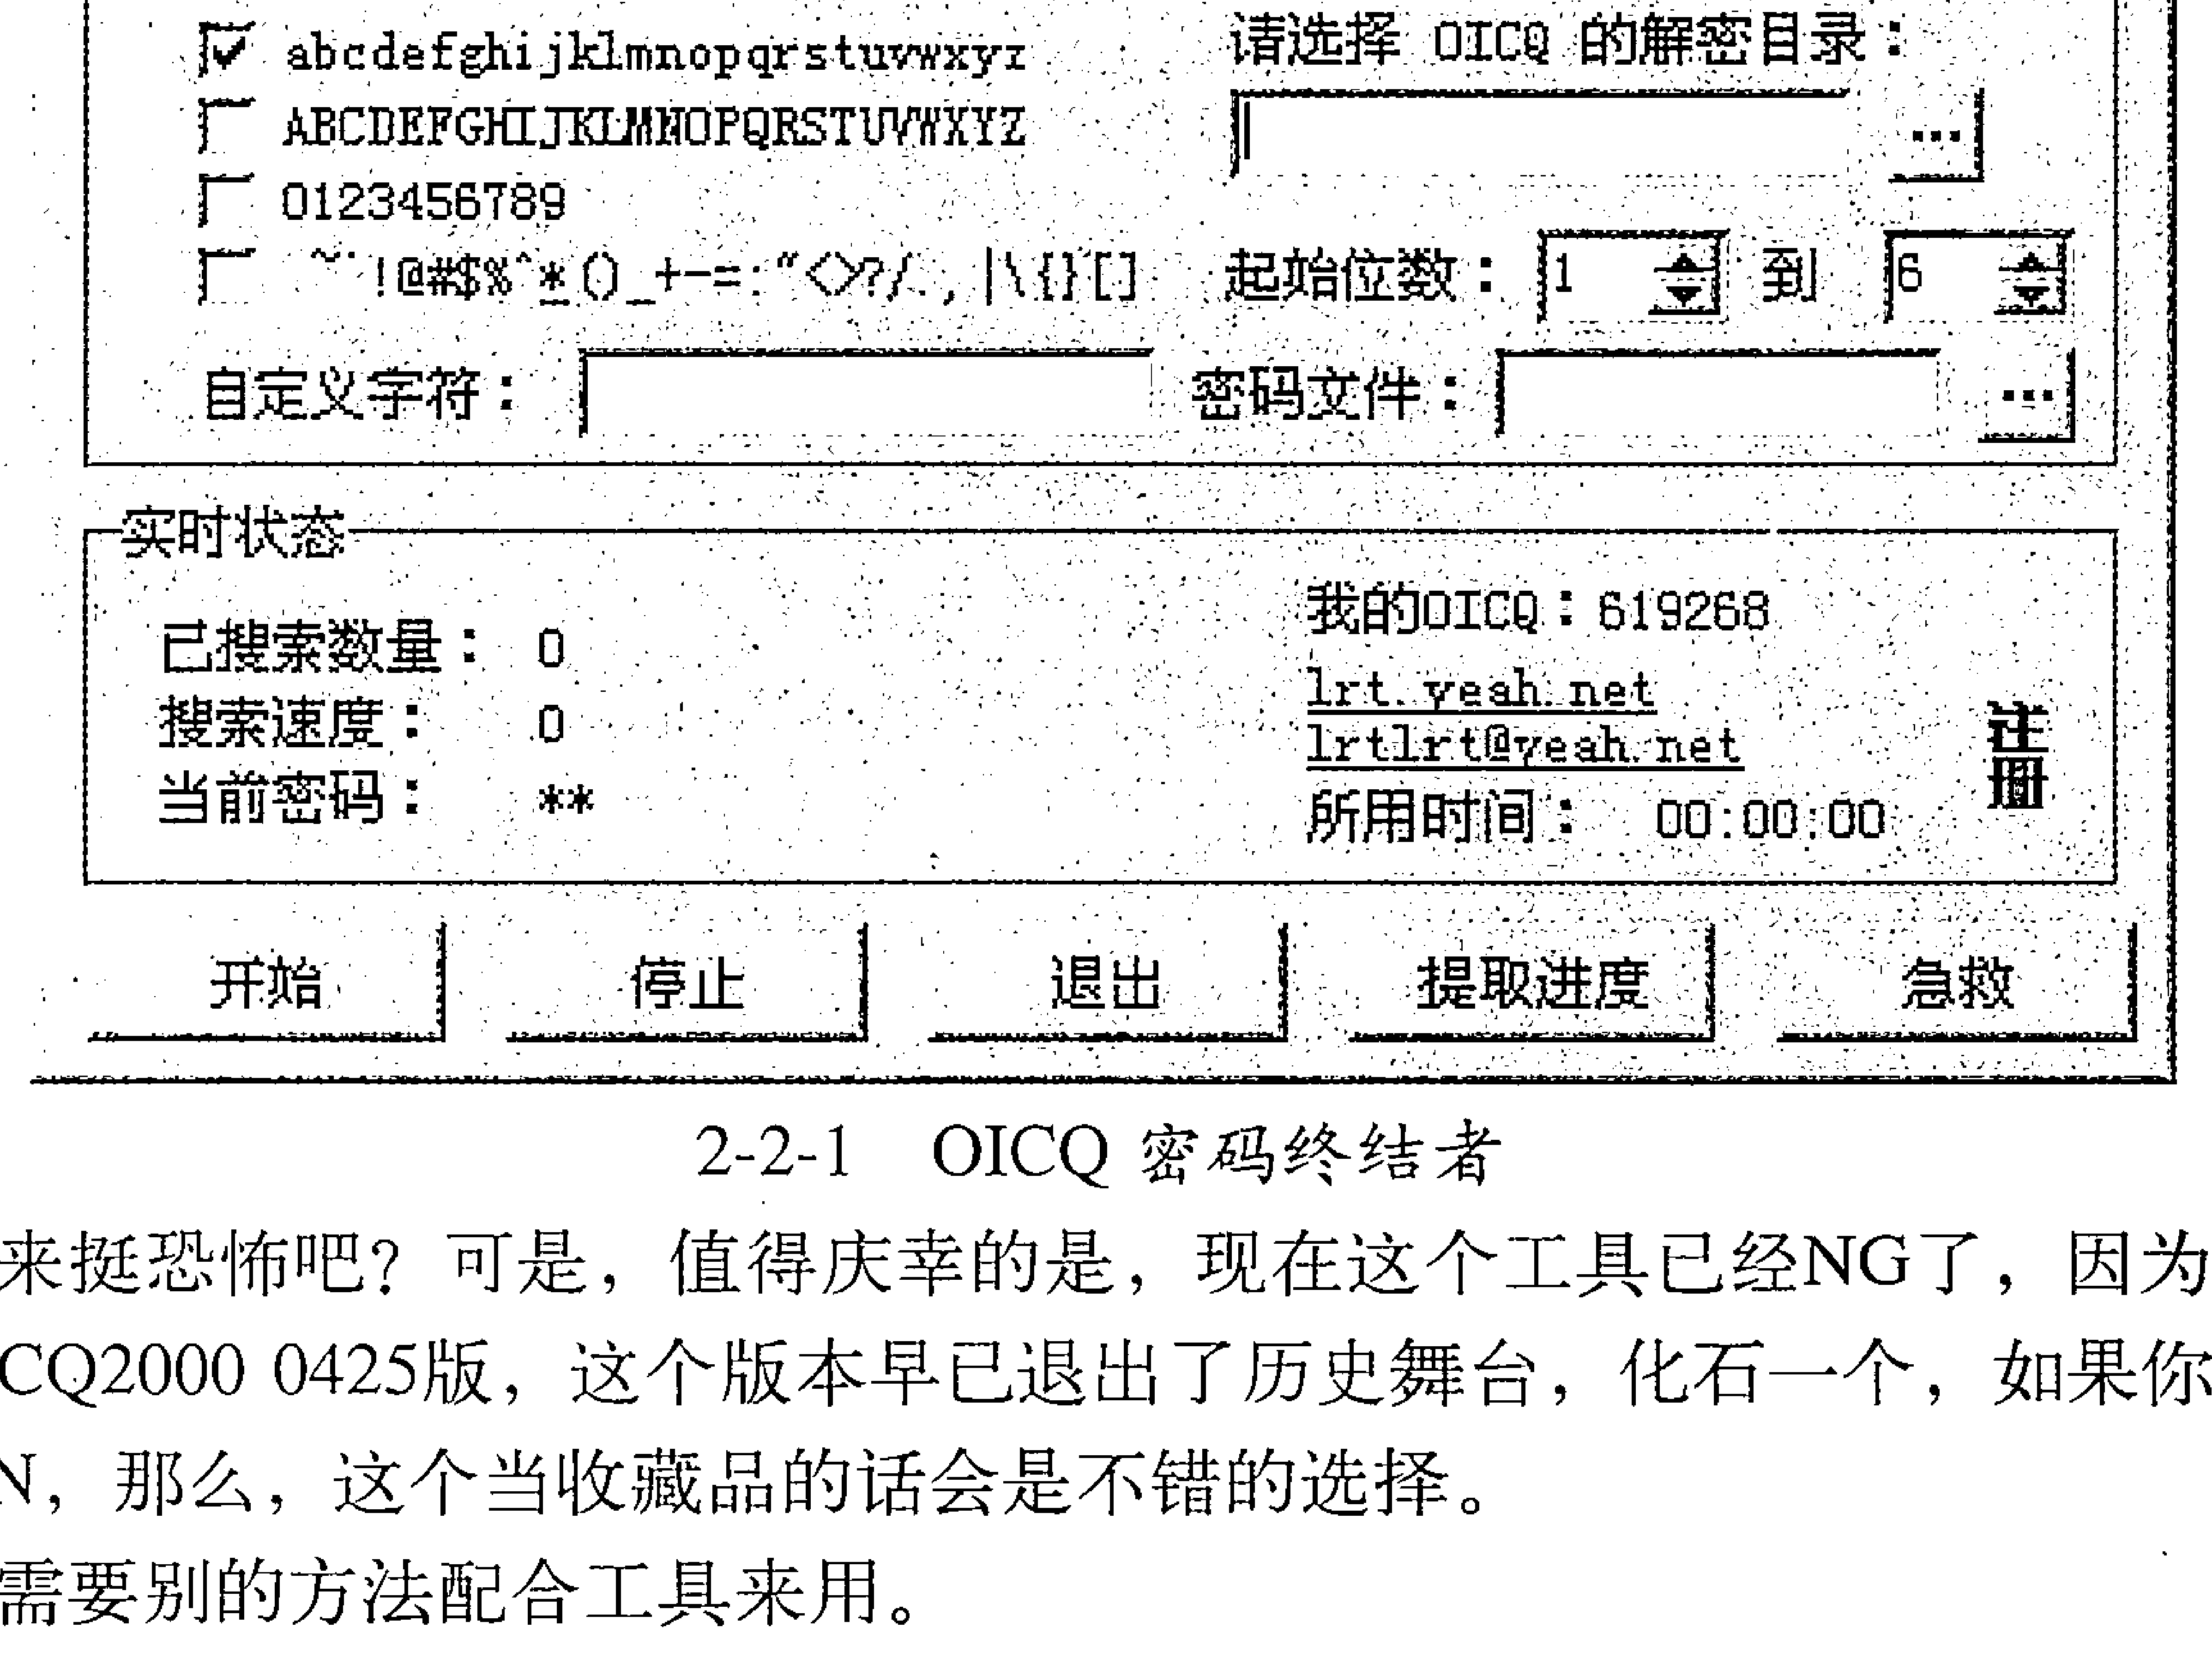 abcdefghijklmnopqrstuvwxyz
请选择 OICQ 的解密目录：
ABCDEFGHIJKLMNOPQRSTUVWXYZ
...
0123456789
~`!@#$%^*()_+-=:"<>?/.,|\{}[]
起始位数：1 到 6
自定义字符：
密码文件：
...
实时状态
已搜索数量： 0
搜索速度： 0
当前密码： **
我的OICQ：619268
lrt.yeah.net
lrtlrt@yeah.net
所用时间： 00:00:00
注册
开始 停止 退出 提取进度 急救
2-2-1 OICQ 密码终结者
来挺恐怖吧？可是，值得庆幸的是，现在这个工具已经NG了，因为
CQ2000 0425版，这个版本早已退出了历史舞台，化石一个，如果你
N，那么，这个当收藏品的话会是不错的选择。
需要别的方法配合工具来用。